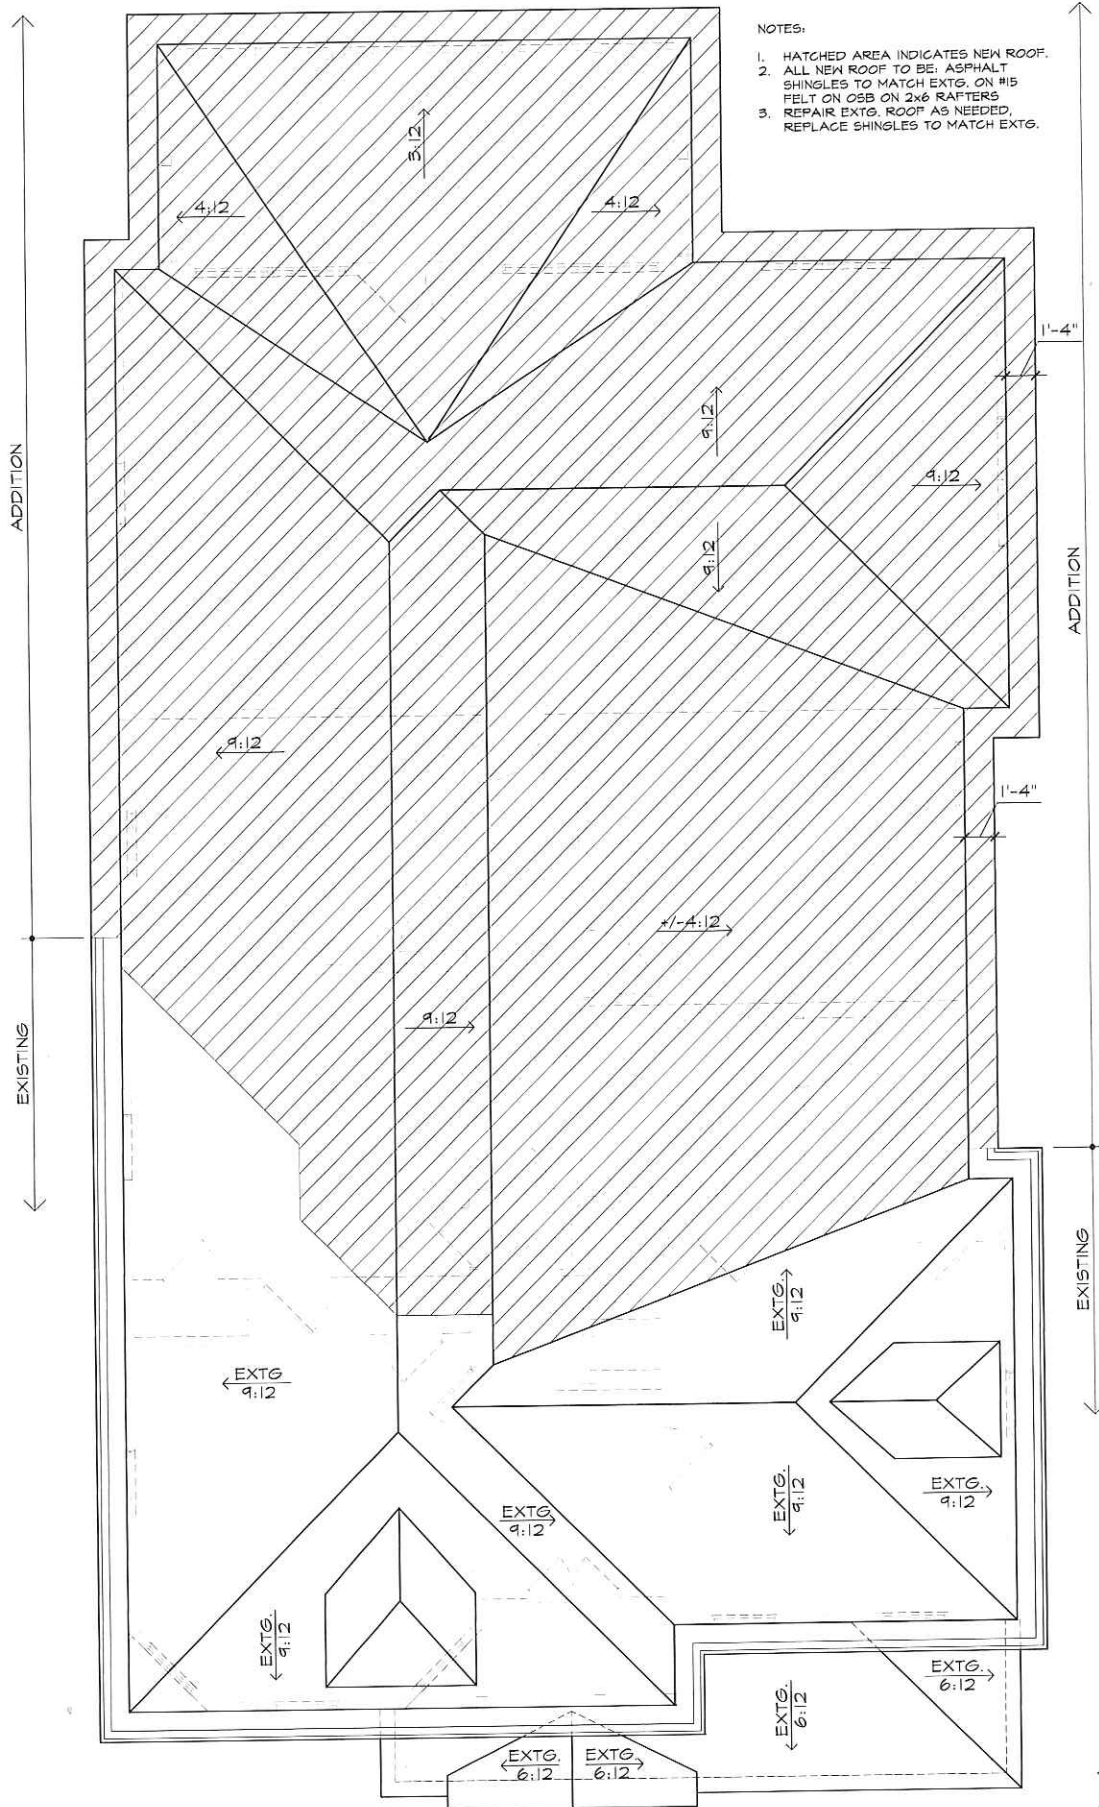 NOTES:
1. HATCHED AREA INDICATES NEW ROOF.
2. ALL NEW ROOF TO BE: ASPHALT
SHINGLES TO MATCH EXTG. ON #15
FELT ON OSB ON 2x6 RAFTERS
3. REPAIR EXTG. ROOF AS NEEDED,
REPLACE SHINGLES TO MATCH EXTG.
3:12
4:12
4:12
1'-4"
9:12
ADDITION
9:12
9:12
ADDITION
9:12
1'-4"
+/-4:12
9:12
EXISTING
EXISTING
EXTG.
9:12
EXTG
9:12
EXTG.
9:12
EXTG.
9:12
EXTG
9:12
EXTG.
9:12
EXTG.
6:12
EXTG.
6:12
EXTG.
6:12
EXTG.
6:12